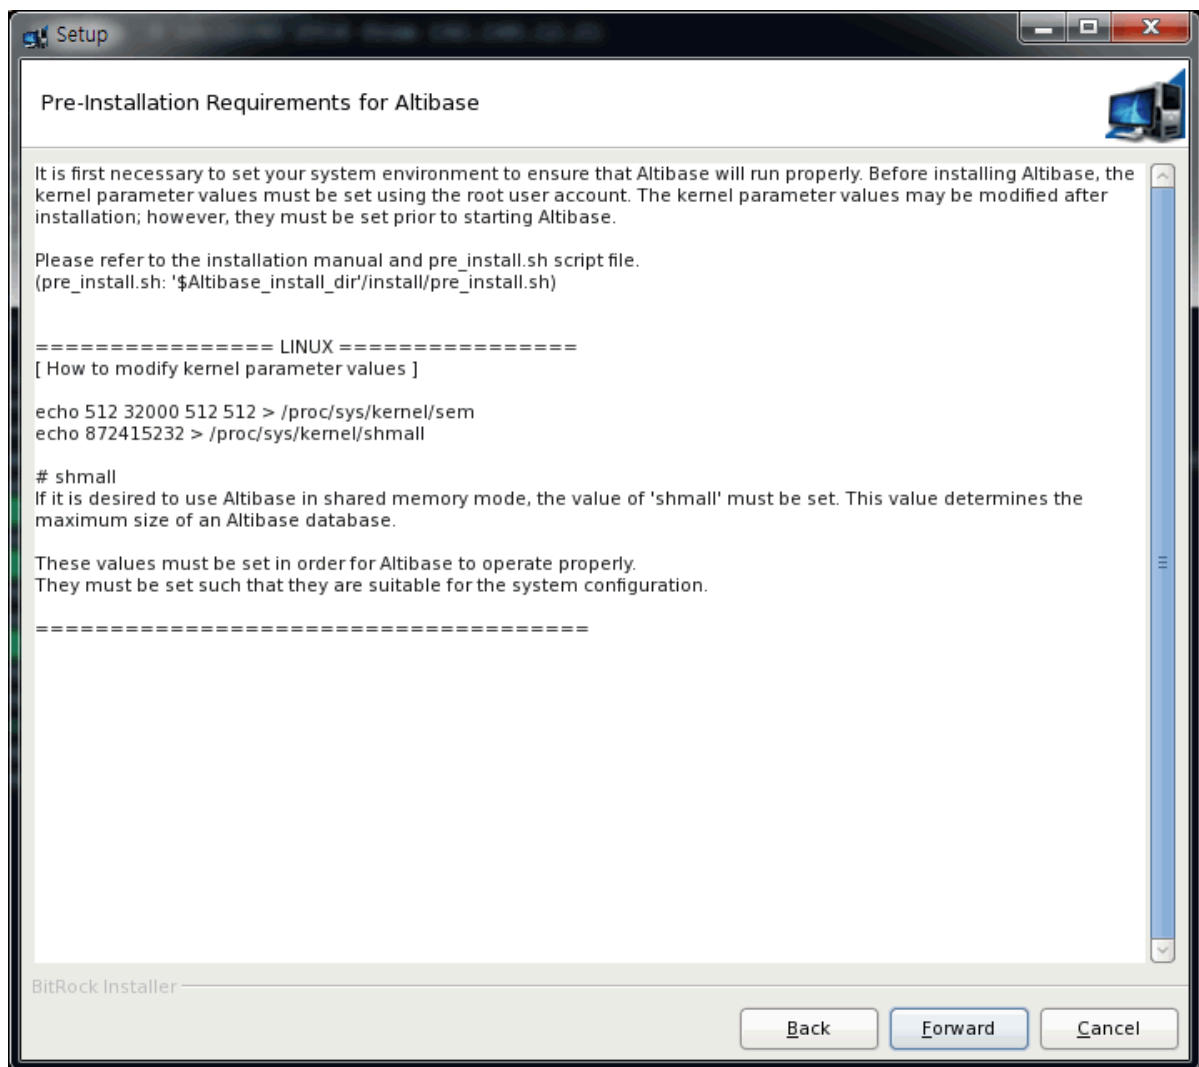 Setup
Pre-Installation Requirements for Altibase
It is first necessary to set your system environment to ensure that Altibase will run properly. Before installing Altibase, the
kernel parameter values must be set using the root user account. The kernel parameter values may be modified after
installation; however, they must be set prior to starting Altibase.
Please refer to the installation manual and pre_install.sh script file.
(pre_install.sh: '$Altibase_install_dir'/install/pre_install.sh)
================ LINUX ================
[ How to modify kernel parameter values ]
echo 512 32000 512 512 > /proc/sys/kernel/sem
echo 872415232 > /proc/sys/kernel/shmall
# shmall
If it is desired to use Altibase in shared memory mode, the value of 'shmall' must be set. This value determines the
maximum size of an Altibase database.
These values must be set in order for Altibase to operate properly.
They must be set such that they are suitable for the system configuration.
=====================================
BitRock Installer
Back
Forward
Cancel